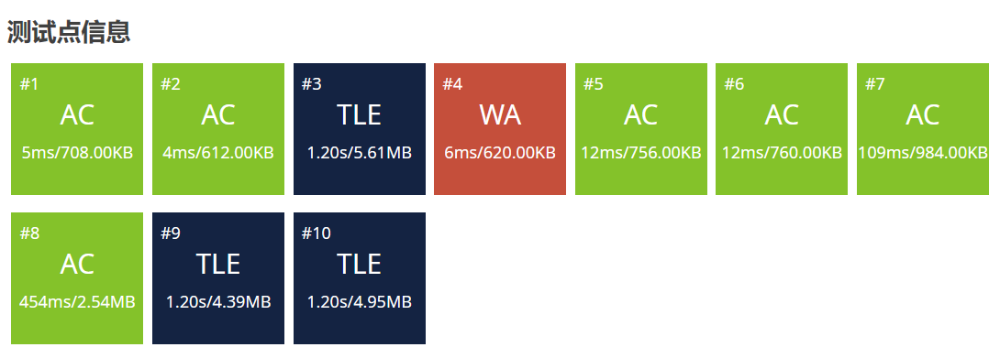 测试点信息
#1 #2 #3 #4 #5 #6 #7
AC AC TLE WA AC AC AC
5ms/708.00KB 4ms/612.00KB 1.20s/5.61MB 6ms/620.00KB 12ms/756.00KB 12ms/760.00KB 109ms/984.00KB
#8 #9 #10
AC TLE TLE
454ms/2.54MB 1.20s/4.39MB 1.20s/4.95MB